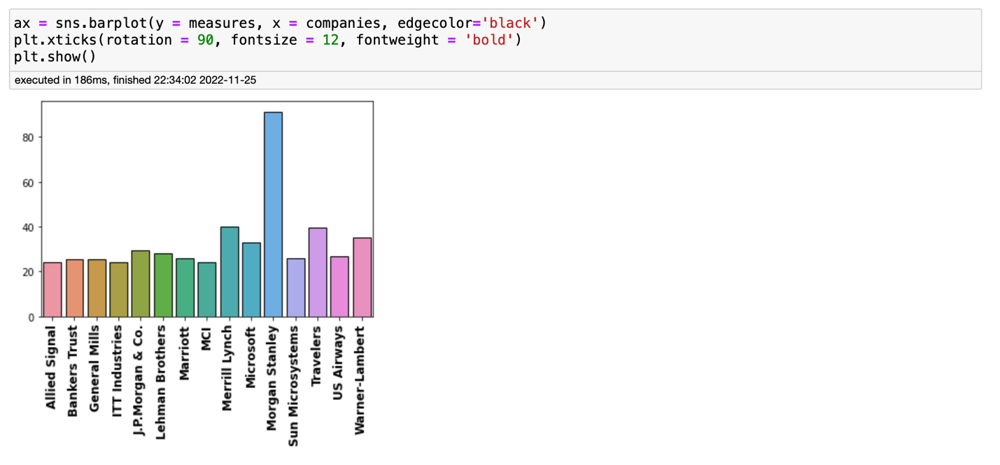 ax = sns.barplot(y = measures, x = companies, edgecolor='black')
plt.xticks(rotation = 90, fontsize = 12, fontweight = 'bold')
plt.show()
executed in 186ms, finished 22:34:02 2022-11-25
80
60
40
20
0
Allied Signal
Bankers Trust
General Mills
ITT Industries
J.P.Morgan & Co.
Lehman Brothers
Marriott
MCI
Merrill Lynch
Microsoft
Morgan Stanley
Sun Microsystems
Travelers
US Airways
Warner-Lambert